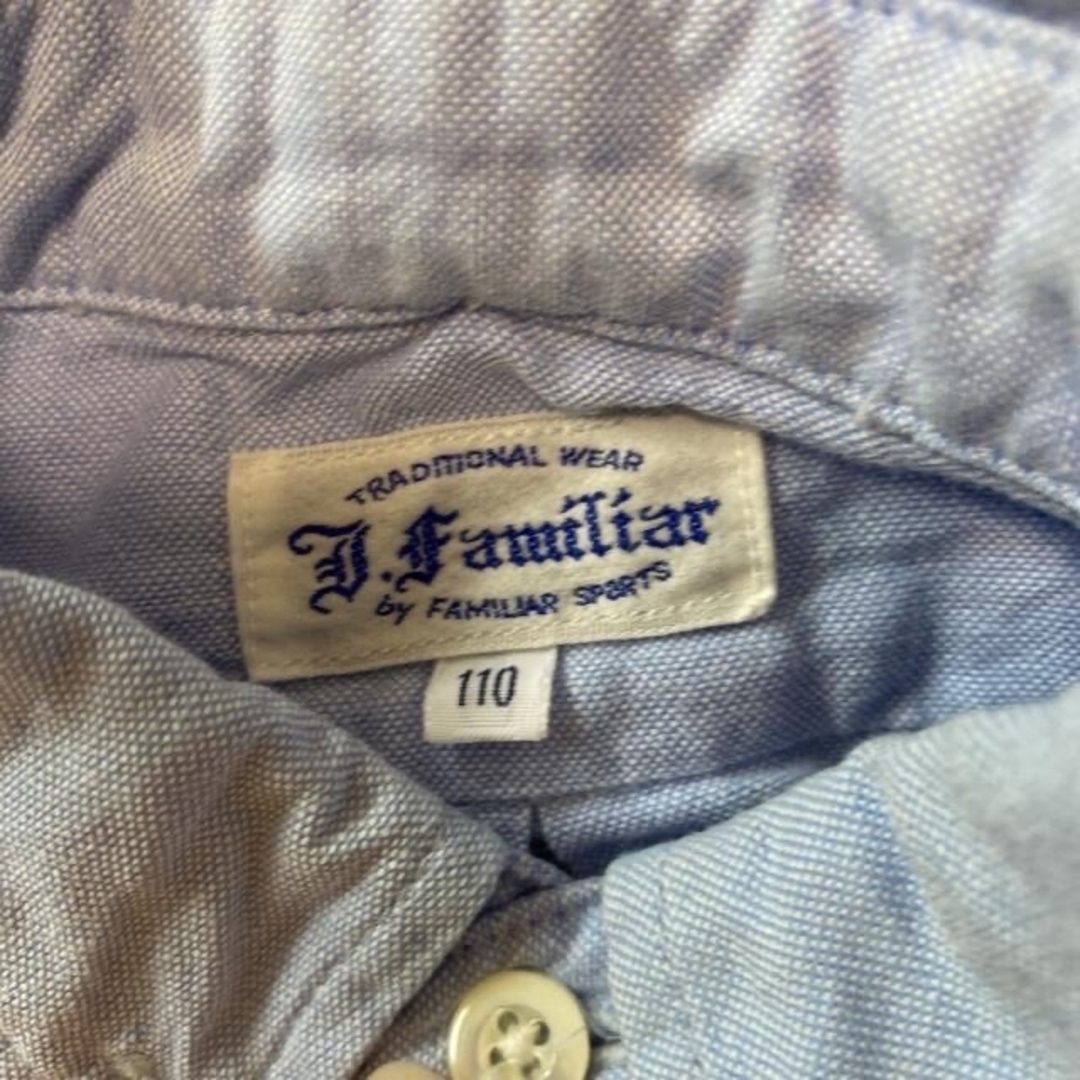 TRADITIONAL WEAR
J.Familiar
by FAMILIAR SPORTS
110